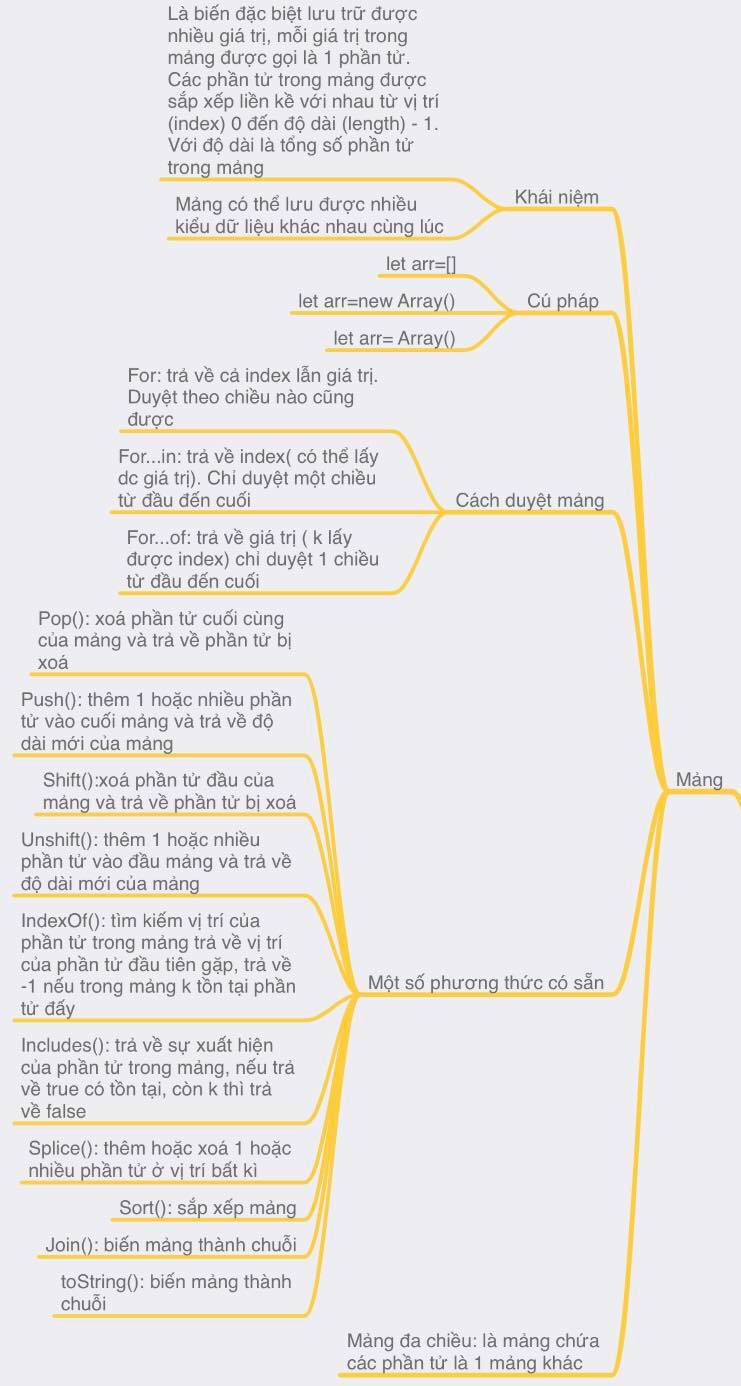 Là biến đặc biệt lưu trữ được
nhiều giá trị, mỗi giá trị trong
mảng được gọi là 1 phần tử.
Các phần tử trong mảng được
sắp xếp liền kề với nhau từ vị trí
(index) 0 đến độ dài (length) - 1.
Với độ dài là tổng số phần tử
trong mảng
Khái niệm
Mảng có thể lưu được nhiều
kiểu dữ liệu khác nhau cùng lúc
let arr=[]
let arr=new Array()
Cú pháp
let arr= Array()
For: trả về cả index lẫn giá trị.
Duyệt theo chiều nào cũng
được
For...in: trả về index( có thể lấy
dc giá trị). Chỉ duyệt một chiều
từ đầu đến cuối
Cách duyệt mảng
For...of: trả về giá trị ( k lấy
được index) chỉ duyệt 1 chiều
từ đầu đến cuối
Pop(): xoá phần tử cuối cùng
của mảng và trả về phần tử bị
xoá
Push(): thêm 1 hoặc nhiều phần
tử vào cuối mảng và trả về độ
dài mới của mảng
Shift():xoá phần tử đầu của
mảng và trả về phần tử bị xoá
Mảng
Unshift(): thêm 1 hoặc nhiều
phần tử vào đầu mảng và trả về
độ dài mới của mảng
IndexOf(): tìm kiếm vị trí của
phần tử trong mảng trả về vị trí
của phần tử đầu tiên gặp, trả về
-1 nếu trong mảng k tồn tại phần
tử đấy
Một số phương thức có sẵn
Includes(): trả về sự xuất hiện
của phần tử trong mảng, nếu trả
về true có tồn tại, còn k thì trả
về false
Splice(): thêm hoặc xoá 1 hoặc
nhiều phần tử ở vị trí bất kì
Sort(): sắp xếp mảng
Join(): biến mảng thành chuỗi
toString(): biến mảng thành
chuỗi
Mảng đa chiều: là mảng chứa
các phần tử là 1 mảng khác